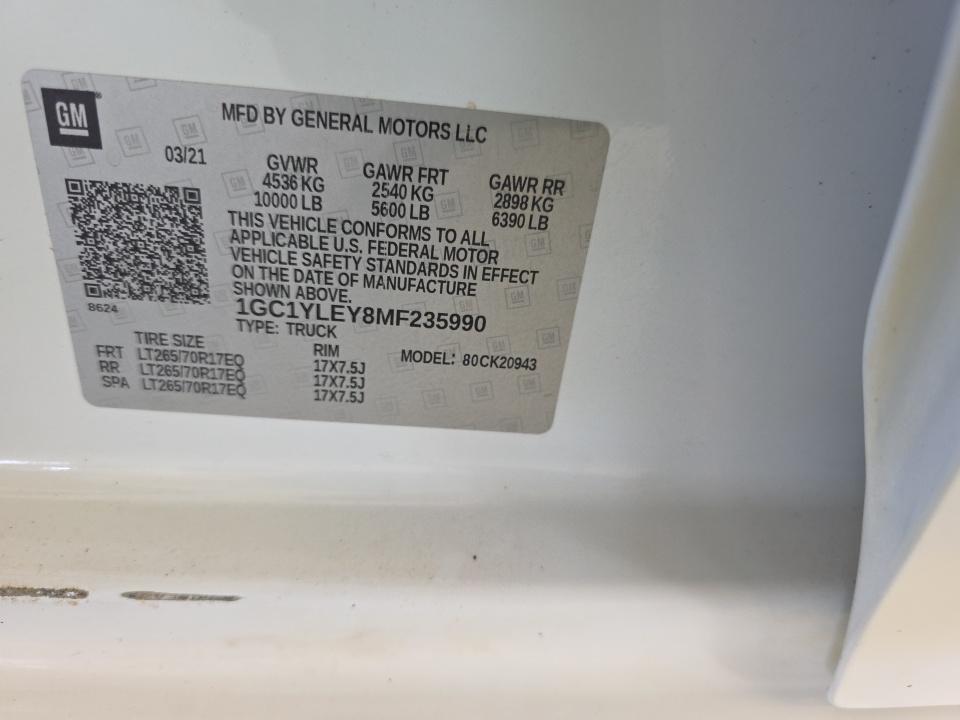 GM
MFD BY GENERAL MOTORS LLC
03/21
GVWR GAWR FRT GAWR RR
4536 KG 2540 KG 2898 KG
10000 LB 5600 LB 6390 LB
THIS VEHICLE CONFORMS TO ALL
APPLICABLE U.S. FEDERAL MOTOR
VEHICLE SAFETY STANDARDS IN EFFECT
ON THE DATE OF MANUFACTURE
SHOWN ABOVE.
8624
1GC1YLEY8MF235990
TYPE: TRUCK
TIRE SIZE RIM MODEL: 80CK20943
FRT LT265/70R17EQ 17X7.5J
RR LT265/70R17EQ 17X7.5J
SPA LT265/70R17EQ 17X7.5J